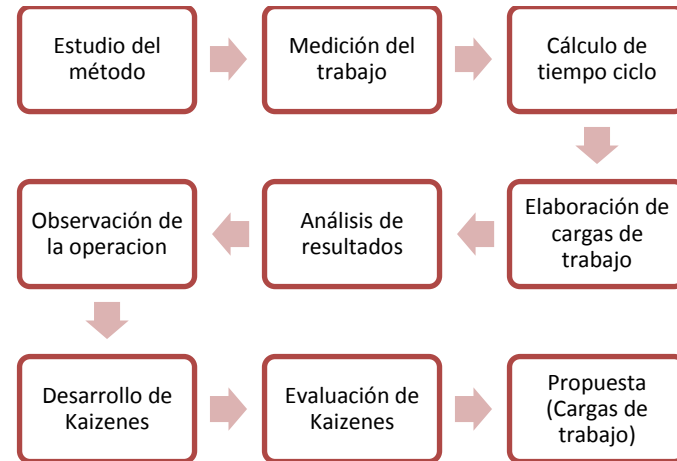 Estudio del
método
Medición del
trabajo
Cálculo de
tiempo ciclo
Elaboración de
cargas de
trabajo
Análisis de
resultados
Observación de
la operacion
Desarrollo de
Kaizenes
Evaluación de
Kaizenes
Propuesta
(Cargas de
trabajo)